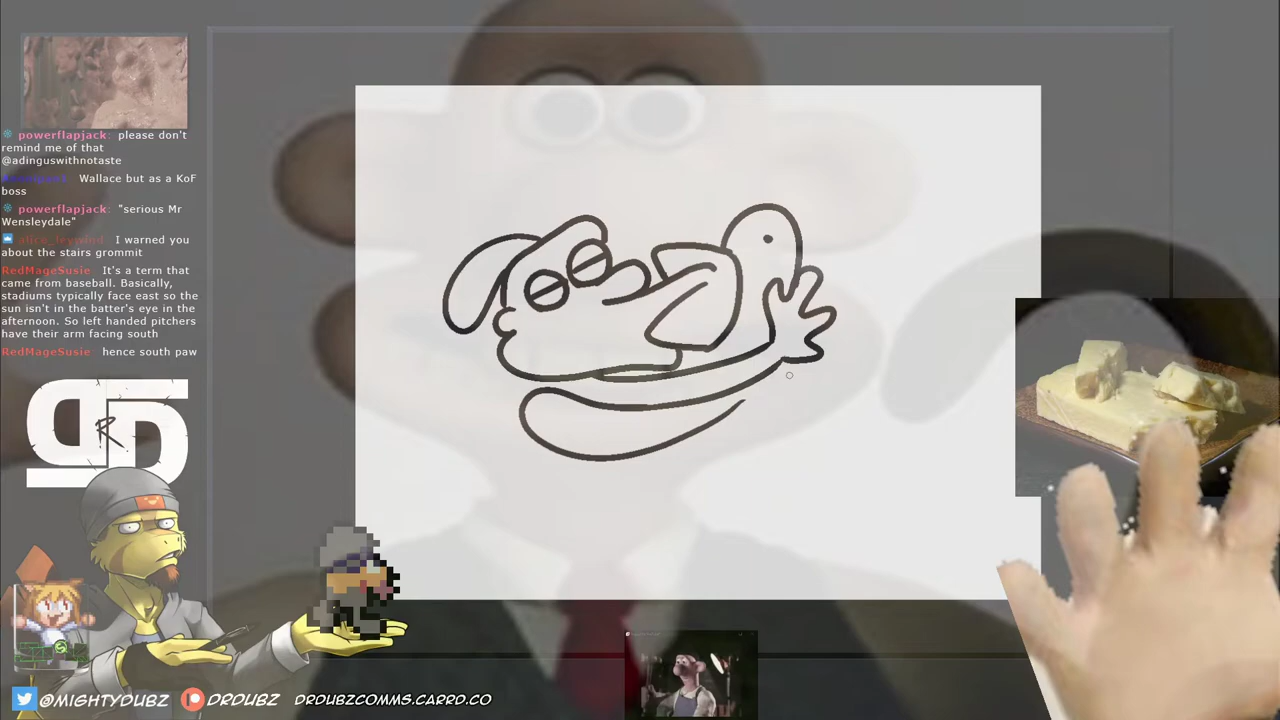 powerflapjack: please don't
remind me of that
@adinguswithnotaste
Wallace but as a KoF
boss
powerflapjack: "serious Mr
Wensleydale"
I warned you
about the stairs grommit
RedMageSusie It's a term that
came from baseball. Basically,
stadiums typically face east so the
sun isn't in the batter's eye in the
afternoon. So left handed pitchers
have their arm facing south
RedMageSusie hence south paw
DRD
@MIGHTYDUBZ DRDUBZ DRDUBZCOMMS.CARRD.CO